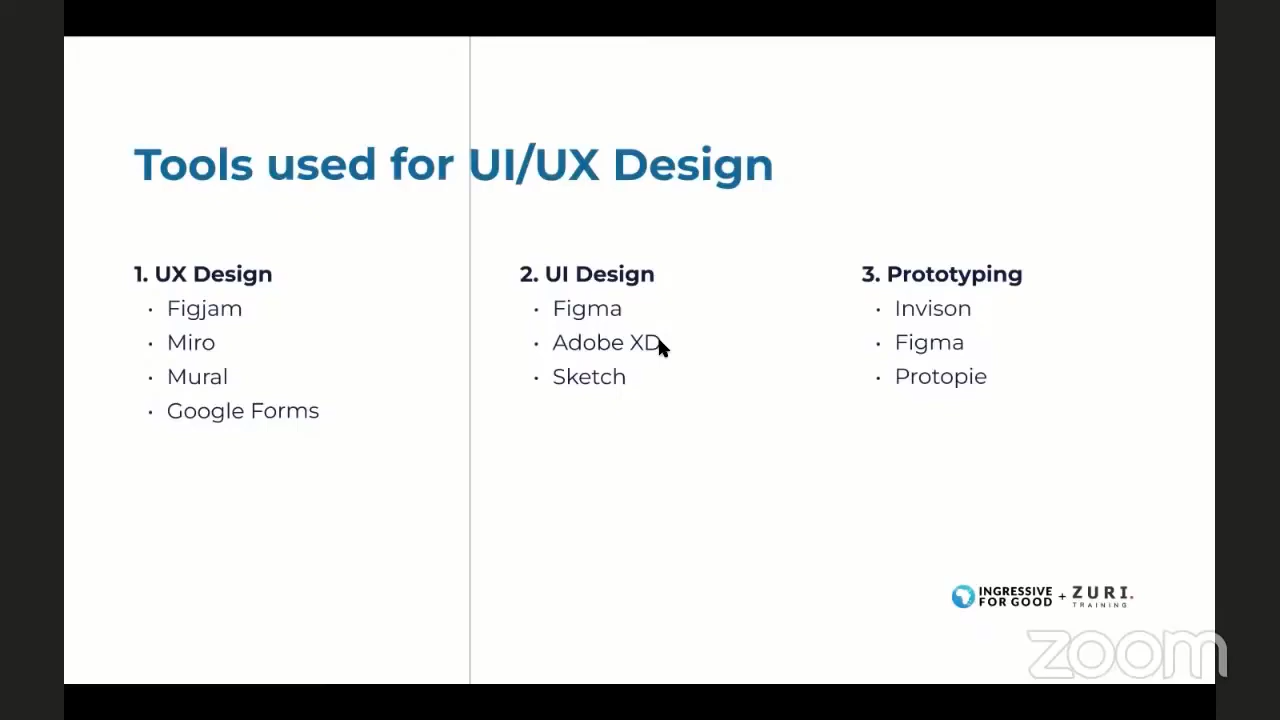 Tools used for UI/UX Design
1. UX Design
· Figjam
· Miro
· Mural
· Google Forms
2. UI Design
· Figma
· Adobe XD
· Sketch
3. Prototyping
· Invison
· Figma
· Protopie
INGRESSIVE
FOR GOOD
+
ZURI.
TRAINING
zoom